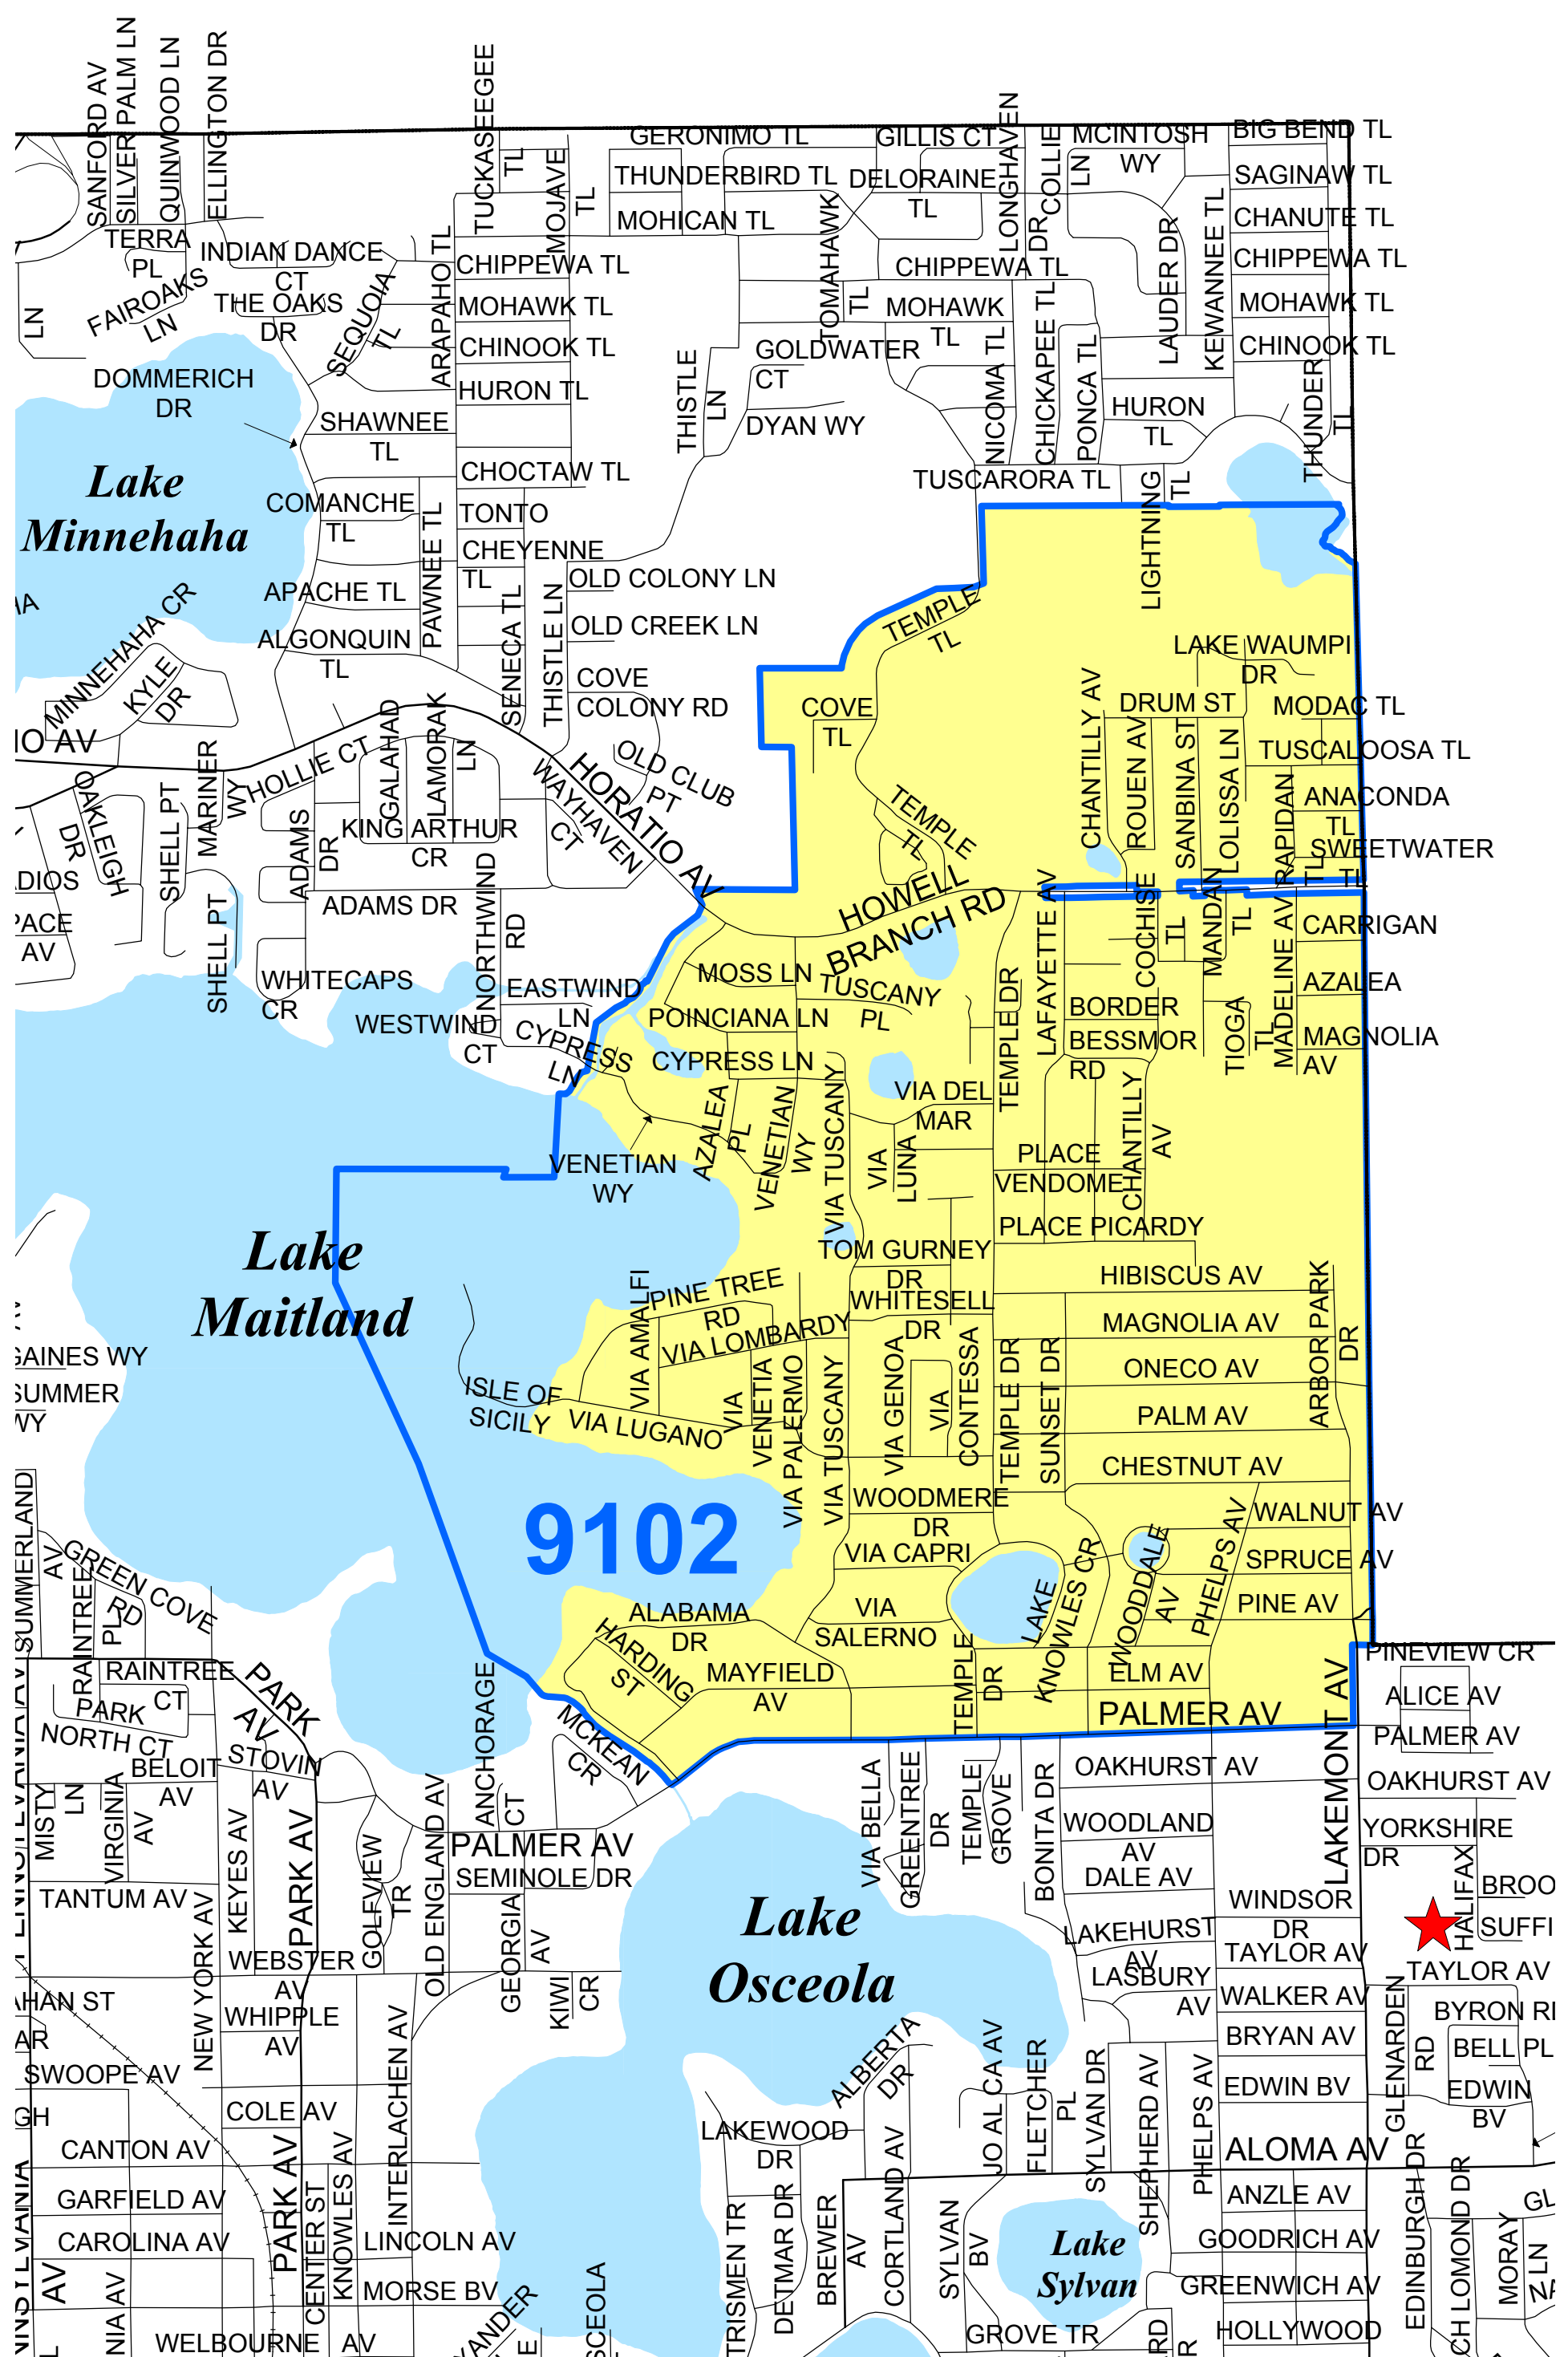 SANFORD AV
SILVER PALM LN
QUINWOOD LN
ELLINGTON DR
TUCKASEEGEE
TL
MOJAVE
TL
GERONIMO TL
GILLIS CT
LONGHAVEN
DR
COLLIE
LN
MCINTOSH
WY
BIG BEND TL
THUNDERBIRD TL
DELORAINE
TL
SAGINAW TL
MOHICAN TL
TOMAHAWK
TL
CHANUTE TL
TERRA
PL
INDIAN DANCE
CT
FAIROAKS
LN
THE OAKS
DR
LN
SEQUOIA
TL
ARAPAHO TL
CHIPPEWA TL
CHIPPEWA TL
LAUDER DR
KEWANNEE TL
CHIPPEWA TL
MOHAWK TL
MOHAWK
TL
MOHAWK TL
CHINOOK TL
GOLDWATER
CT
CHINOOK TL
DOMMERICH
DR
HURON TL
THISTLE
LN
DYAN WY
NICOMA TL
CHICKAPEE TL
PONCA TL
HURON
TL
THUNDER
TL
SHAWNEE
TL
Lake
Minnehaha
CHOCTAW TL
TUSCARORA TL
COMANCHE
TL
PAWNEE TL
TONTO
CHEYENNE
TL
LIGHTNING
TL
OLD COLONY LN
APACHE TL
SENECA TL
THISTLE LN
TEMPLE
TL
OLD CREEK LN
MINNEHAHA CR
KYLE
DR
ALGONQUIN
TL
COVE
COLONY RD
COVE
TL
LAKE WAUMPI
DR
DRUM ST
MODAC TL
IO AV
HOLLIE CT
GALAHAD
LAMORAK
LN
OLD CLUB
PT
HORATIO AV
WAYHAVEN
CT
CHANTILLY AV
ROUEN AV
SANBINA ST
LOLISSA LN
TUSCALOOSA TL
OAKLEIGH
DR
SHELL PT
MARINER
WY
ADAMS
DR
KING ARTHUR
CR
TEMPLE
TL
RAPIDAN
TL
ANACONDA
TL
SWEETWATER
TL
ADAMS DR
NORTHWIND
RD
HOWELL
BRANCH RD
LAFAYETTE AV
COCHISE
TL
MANDAN
TL
MADELINE AV
CARRIGAN
PACE
AV
SHELL PT
WHITECAPS
CR
EASTWIND
LN
WESTWIND
CT
CYPRESS
LN
MOSS LN
TUSCANY
PL
POINCIANA LN
TEMPLE DR
BORDER
BESSMOR
RD
TIOGA
TL
AZALEA
MAGNOLIA
AV
CYPRESS LN
VIA DEL
MAR
AZALEA
PL
VENETIAN
WY
VIA TUSCANY
VENETIAN
WY
VIA
LUNA
PLACE
VENDOME
CHANTILLY
AV
PLACE PICARDY
Lake
Maitland
TOM GURNEY
DR
HIBISCUS AV
PINE TREE
RD
VIA AMALFI
WHITESELL
DR
MAGNOLIA AV
VIA LOMBARDY
ARBOR PARK
DR
GAINES WY
SUMMER
WY
ISLE OF
SICILY
VIA LUGANO
VIA
VENETIA
VIA PALERMO
VIA TUSCANY
VIA GENOA
VIA
CONTESSA
TEMPLE DR
SUNSET DR
ONECO AV
PALM AV
CHESTNUT AV
9102
WOODMERE
DR
WALNUT AV
VIA CAPRI
SPRUCE AV
SUMMERLAND
AV
GREEN COVE
RD
RAINTREE
PL
ALABAMA
DR
VIA
SALERNO
LAKE
KNOWLES CR
WOODDALE
AV
PHELPS AV
PINE AV
HARDING
ST
MAYFIELD
AV
TEMPLE
DR
ELM AV
PINEVIEW CR
RAINTREE
CT
PARK
NORTH CT
PARK
AV
ANCHORAGE
CT
MCKEAN
CR
PALMER AV
LAKEMONT AV
ALICE AV
PALMER AV
BELOIT
AV
STOVIN
AV
MISTY
LN
VIRGINIA
AV
OAKHURST AV
OAKHURST AV
KEYES AV
PARK AV
GOLFVIEW
TR
OLD ENGLAND AV
PALMER AV
SEMINOLE DR
VIA BELLA
GREENTREE
DR
TEMPLE
GROVE
BONITA DR
WOODLAND
AV
DALE AV
YORKSHIRE
DR
HALIFAX
BROO
TANTUM AV
NEW YORK AV
GEORGIA
AV
Lake
Osceola
WINDSOR
DR
SUFFI
LAKEHURST
AV
TAYLOR AV
TAYLOR AV
WEBSTER
AV
KIWI
CR
LASBURY
AV
WALKER AV
GLENARDEN
RD
BYRON RI
AHAN ST
WHIPPLE
AV
INTERLACHEN AV
ALBERTA
DR
BRYAN AV
BELL PL
SWOOPE AV
JO AL CA AV
FLETCHER
PL
SYLVAN DR
SHEPHERD AV
PHELPS AV
EDWIN BV
EDWIN
BV
COLE AV
LAKEWOOD
DR
CANTON AV
PARK AV
CENTER ST
KNOWLES AV
CORTLAND AV
ALOMA AV
GARFIELD AV
TRISMEN TR
DETMAR DR
BREWER
AV
SYLVAN
BV
ANZLE AV
EDINBURGH DR
CH LOMOND DR
MORAY
LN
GL
CAROLINA AV
LINCOLN AV
Lake
Sylvan
GOODRICH AV
AV
NIA AV
MORSE BV
GREENWICH AV
NA
WELBOURNE AV
VANDER
SCEOLA
GROVE TR
HOLLYWOOD